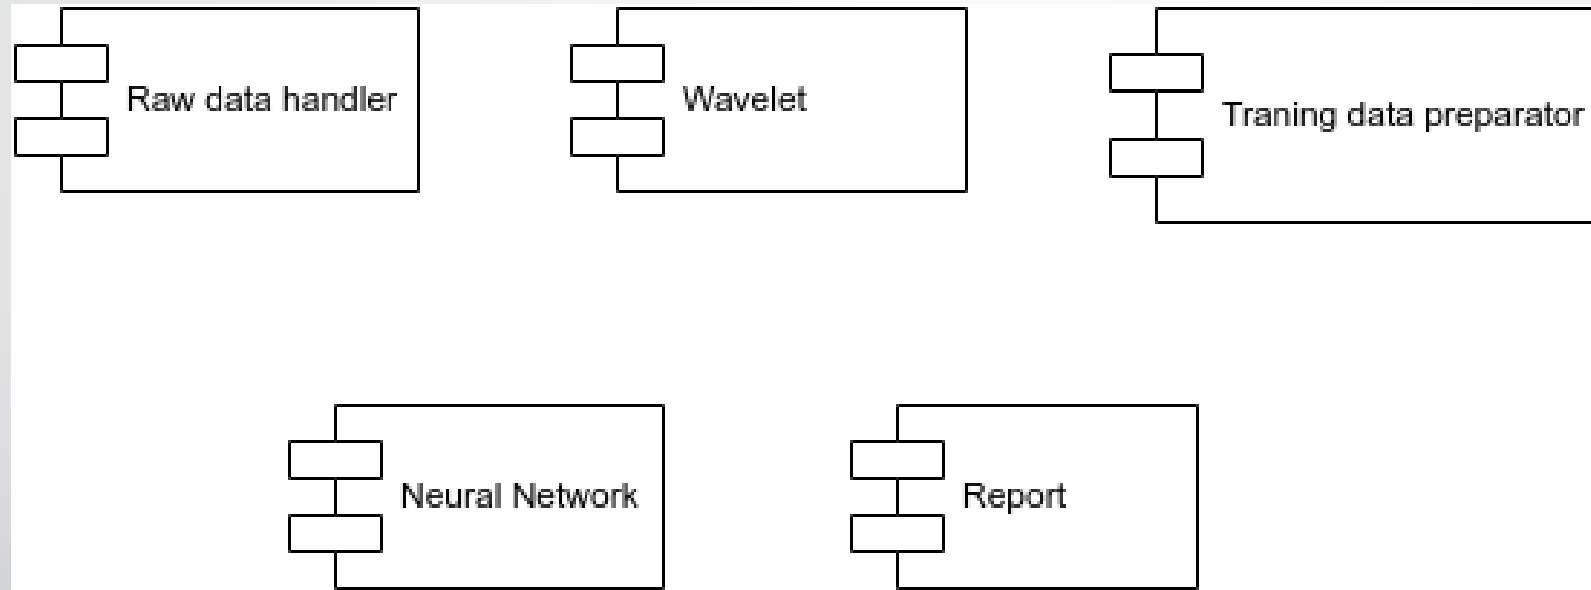 Raw data handler
Wavelet
Traning data preparator
Neural Network
Report